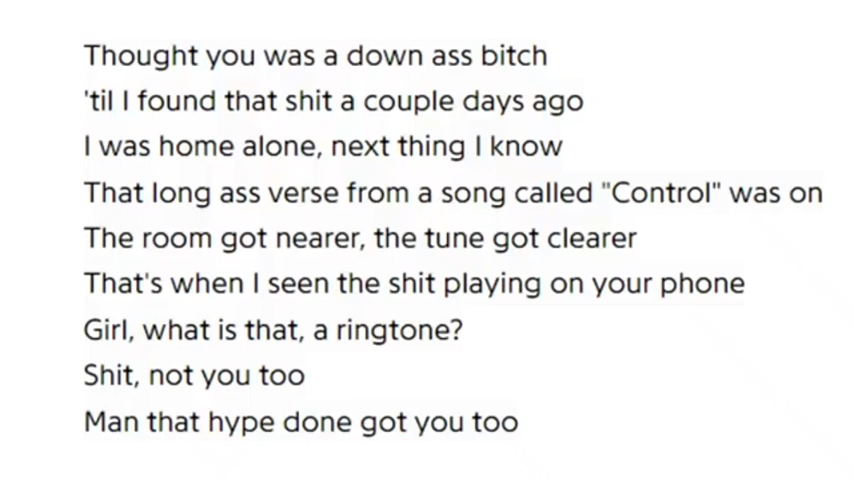 Thought you was a down ass bitch
'til I found that shit a couple days ago
I was home alone, next thing I know
That long ass verse from a song called "Control" was on
The room got nearer, the tune got clearer
That's when I seen the shit playing on your phone
Girl, what is that, a ringtone?
Shit, not you too
Man that hype done got you too